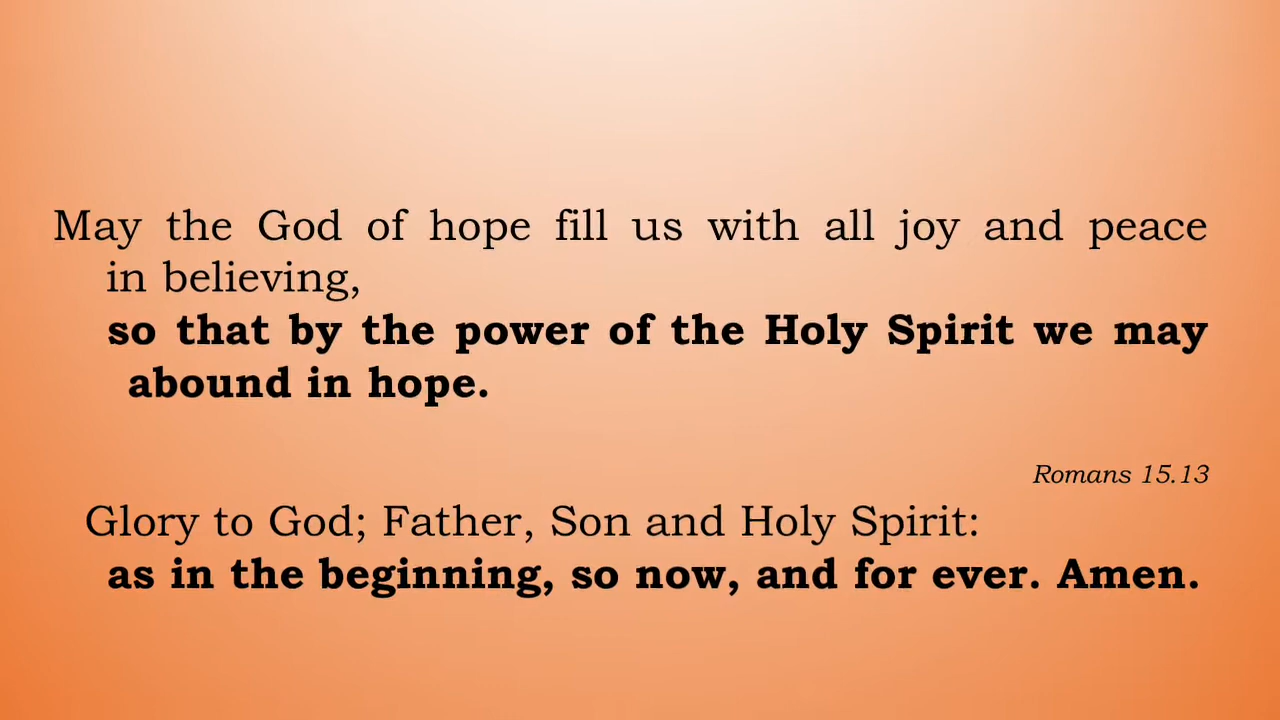 May the God of hope fill us with all joy and peace
in believing,
so that by the power of the Holy Spirit we may
abound in hope.
Romans 15.13
Glory to God; Father, Son and Holy Spirit:
as in the beginning, so now, and for ever. Amen.